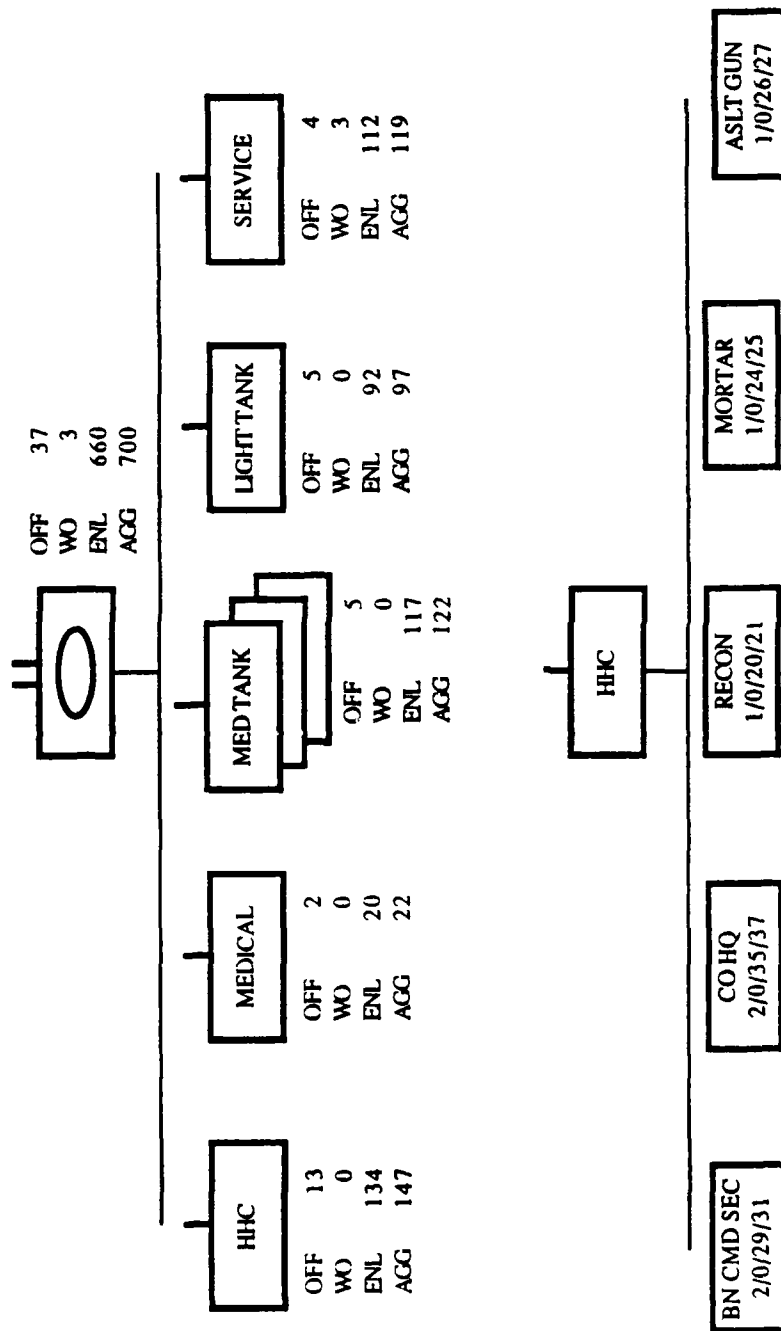 OFF 37
WO 3
ENL 660
AGG 700
HHC
OFF 13
WO 0
ENL 134
AGG 147
MEDICAL
OFF 2
WO 0
ENL 20
AGG 22
MED TANK
OFF 5
WO 0
ENL 117
AGG 122
LIGHT TANK
OFF 5
WO 0
ENL 92
AGG 97
SERVICE
OFF 4
WO 3
ENL 112
AGG 119
HHC
BN CMD SEC
2/0/29/31
CO HQ
2/0/35/37
RECON
1/0/20/21
MORTAR
1/0/24/25
ASLT GUN
1/0/26/27